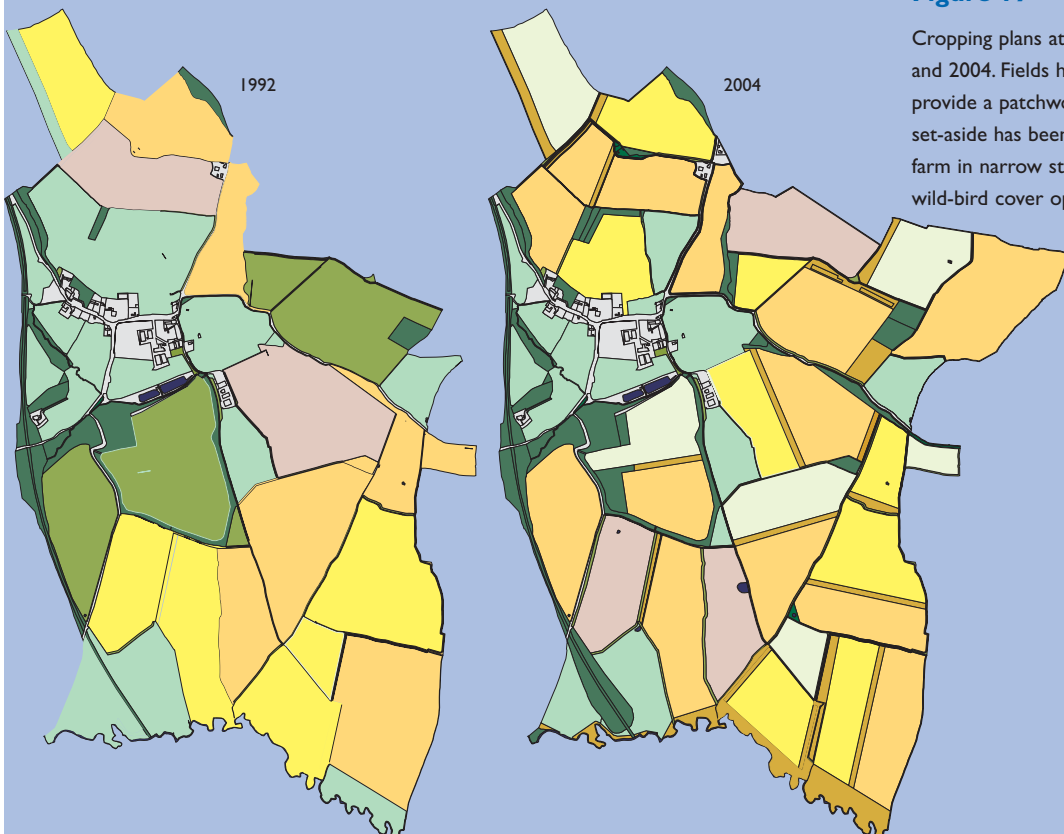 Cropping plans at
1992
2004
and 2004. Fields h
provide a patchw
set-aside has been
farm in narrow st
wild-bird cover op